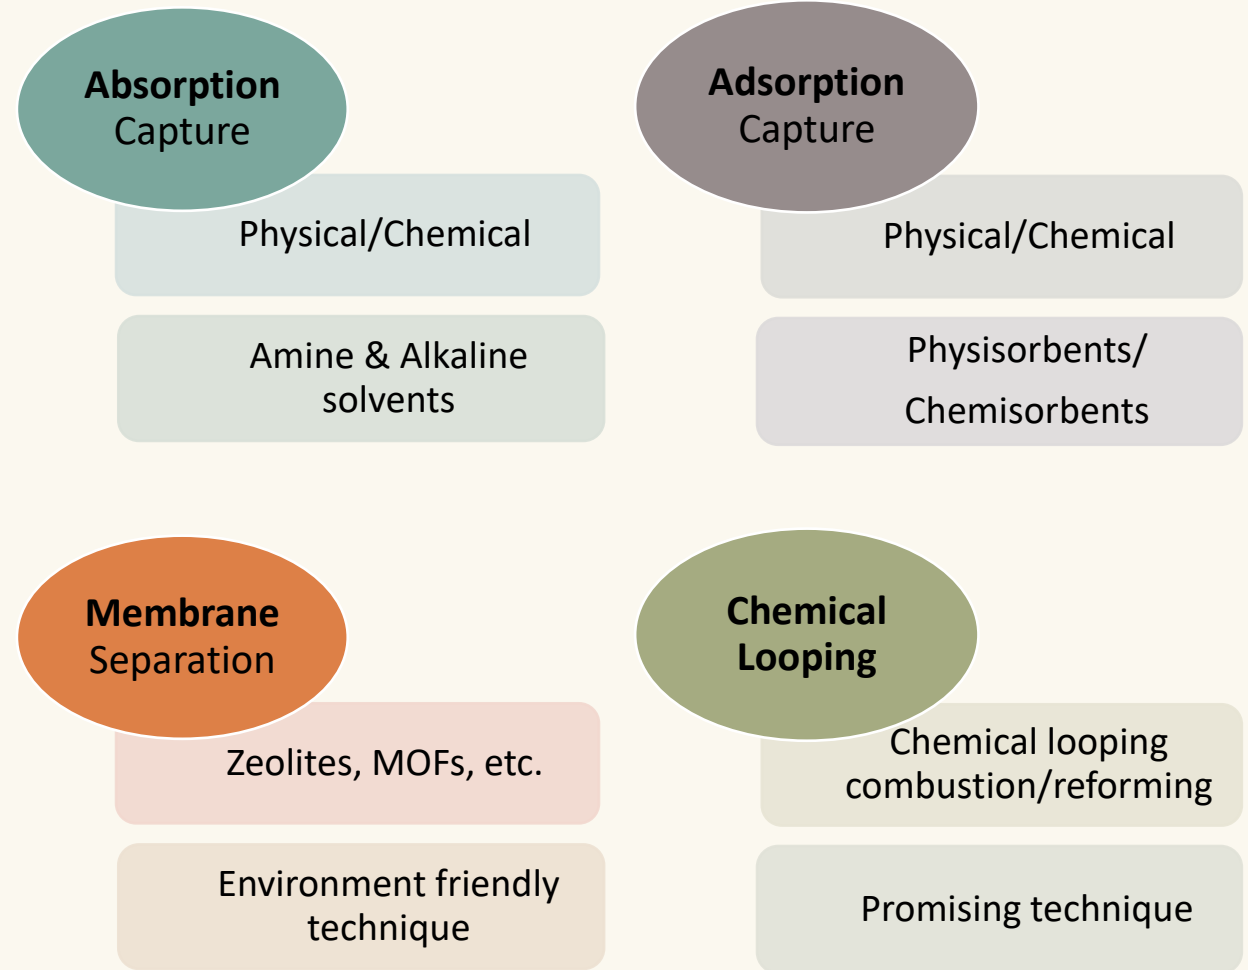 Absorption
Capture
Physical/Chemical
Amine & Alkaline
solvents
Adsorption
Capture
Physical/Chemical
Physisorbents/
Chemisorbents
Membrane
Separation
Zeolites, MOFs, etc.
Environment friendly
technique
Chemical
Looping
Chemical looping
combustion/reforming
Promising technique